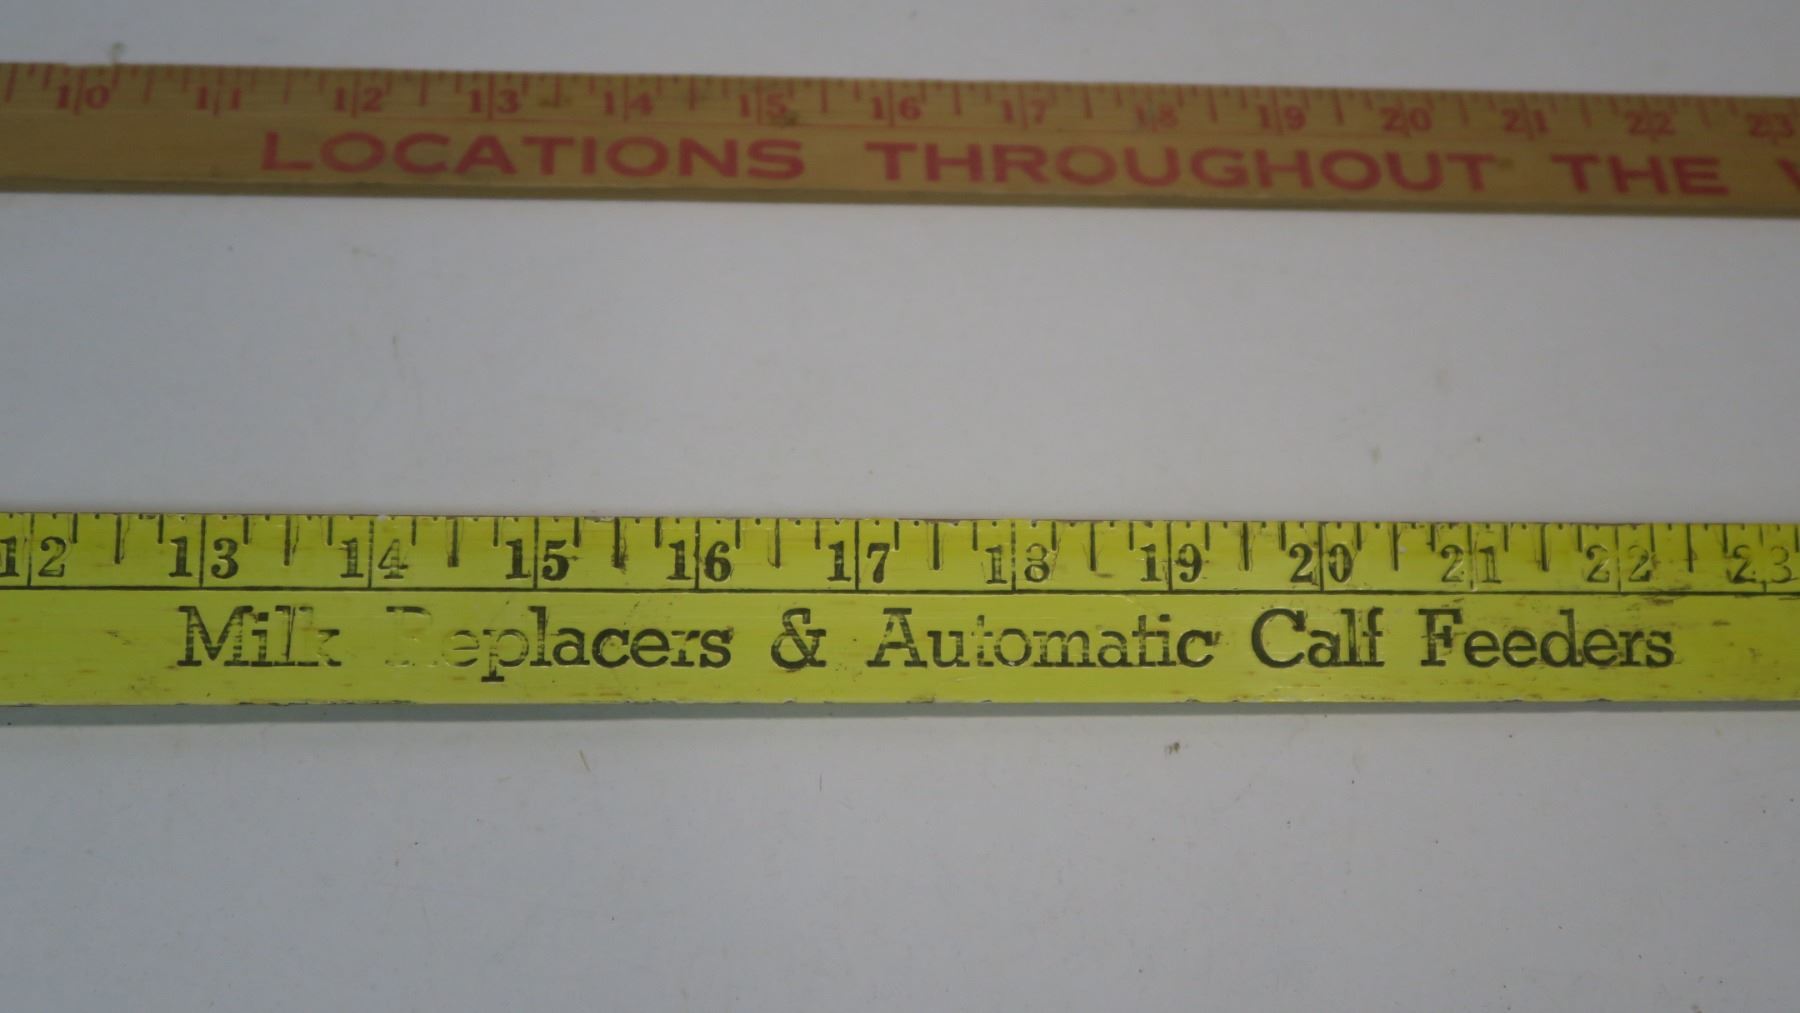 10 11 12 13 14 15 16 17 18 19 20 21 22 23
LOCATIONS THROUGHOUT THE
12 13 14 15 16 17 18 19 20 21 22 23
Milk Replacers & Automatic Calf Feeders